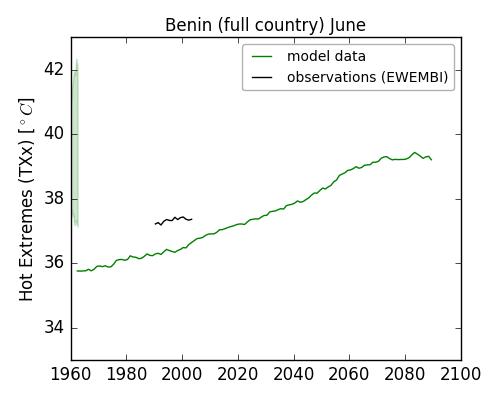 Benin (full country) June
model data
observations (EWEMBI)
Hot Extremes (TXx) [°C]
42
40
38
36
34
1960 1980 2000 2020 2040 2060 2080 2100